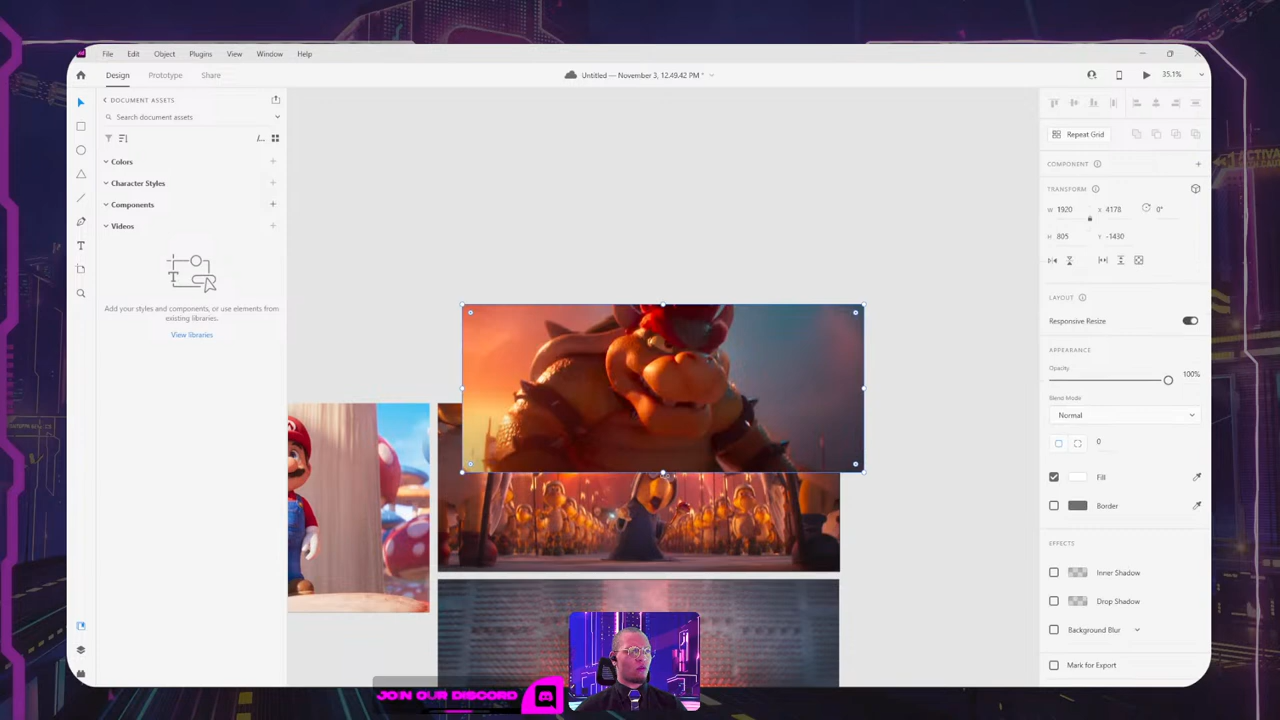 File Edit Object Plugins View Window Help
Design Prototype Share
Untitled — November 3, 12.49.42 PM *
35.1%
DOCUMENT ASSETS
Search document assets
Colors
Character Styles
Components
Videos
Add your styles and components, or use elements from
existing libraries.
View libraries
Repeat Grid
COMPONENT
TRANSFORM
W 1920 X 4178 0°
H 805 Y -1430
LAYOUT
Responsive Resize
APPEARANCE
Opacity
100%
Blend Mode
Normal
0
Fill
Border
EFFECTS
Inner Shadow
Drop Shadow
Background Blur
Mark for Export
JOIN OUR DISCORD